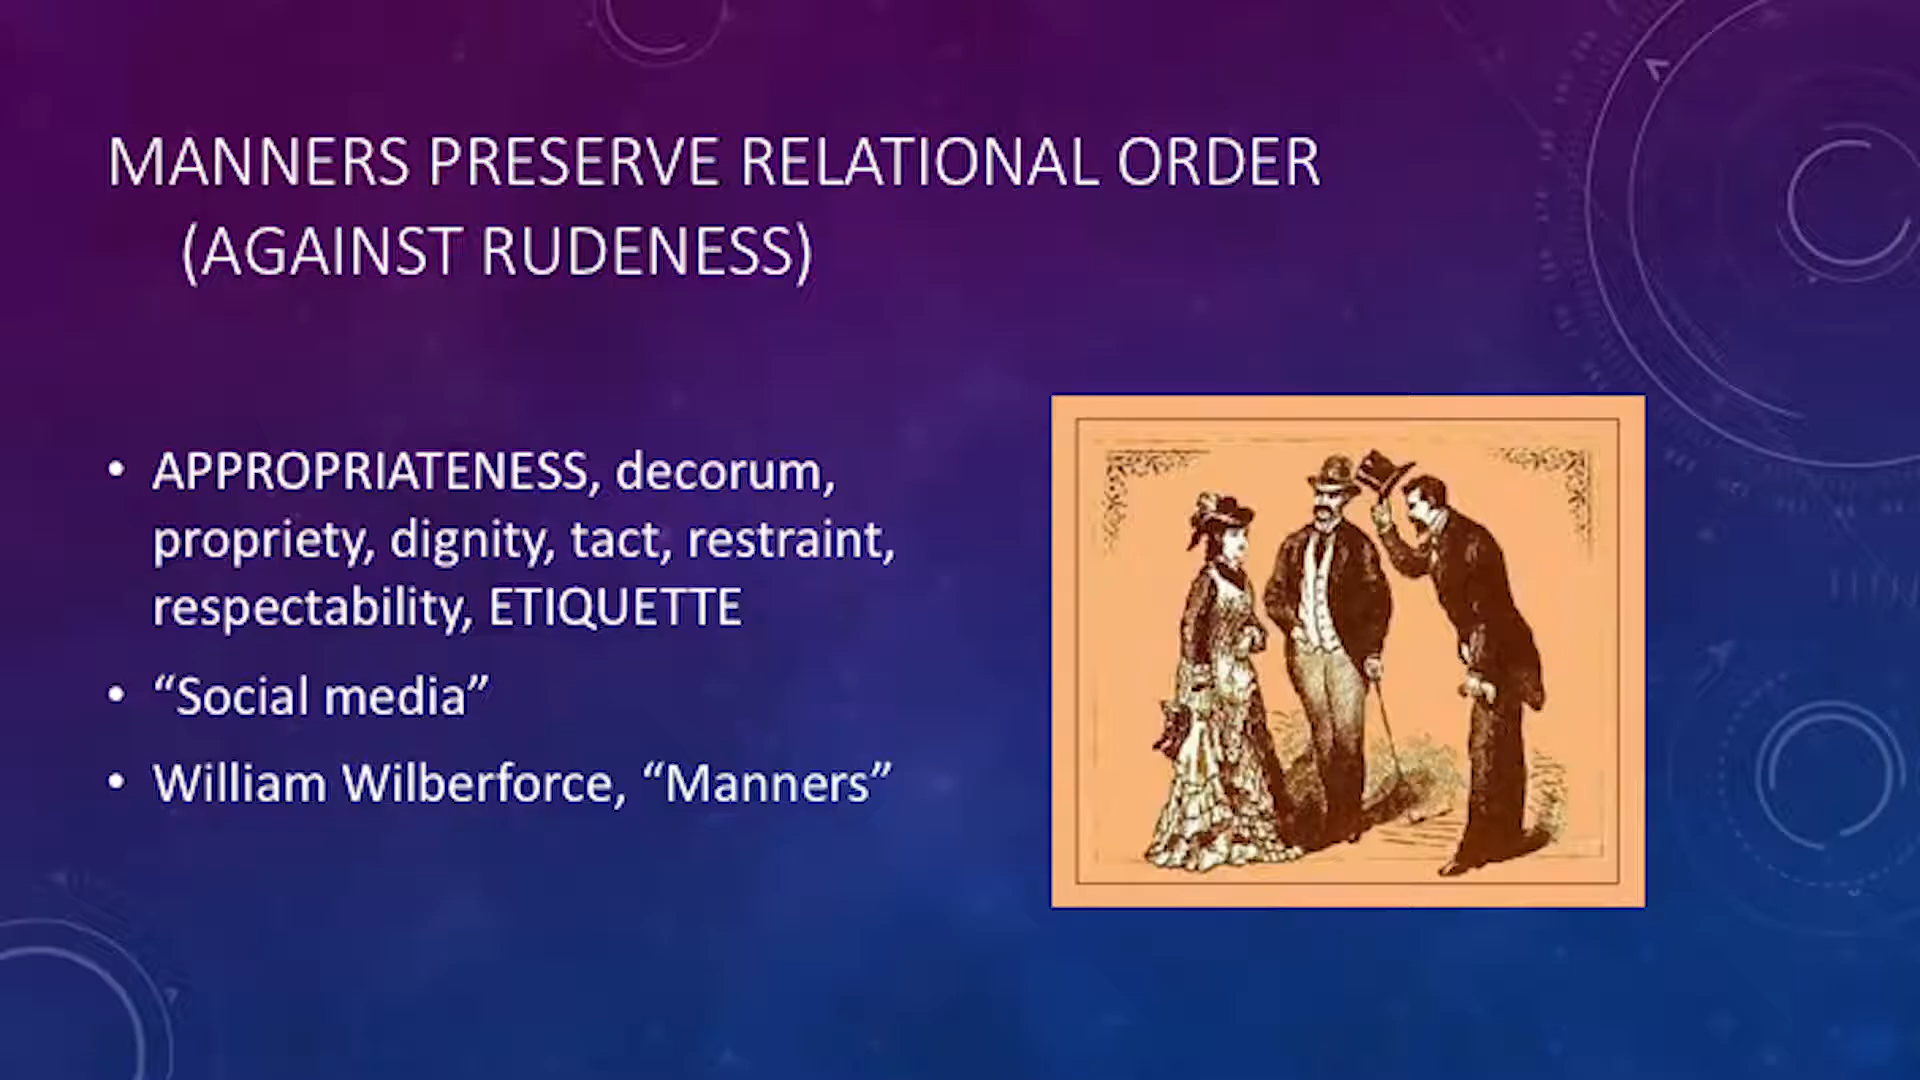 MANNERS PRESERVE RELATIONAL ORDER
(AGAINST RUDENESS)
• APPROPRIATENESS, decorum,
propriety, dignity, tact, restraint,
respectability, ETIQUETTE
• “Social media”
• William Wilberforce, “Manners”